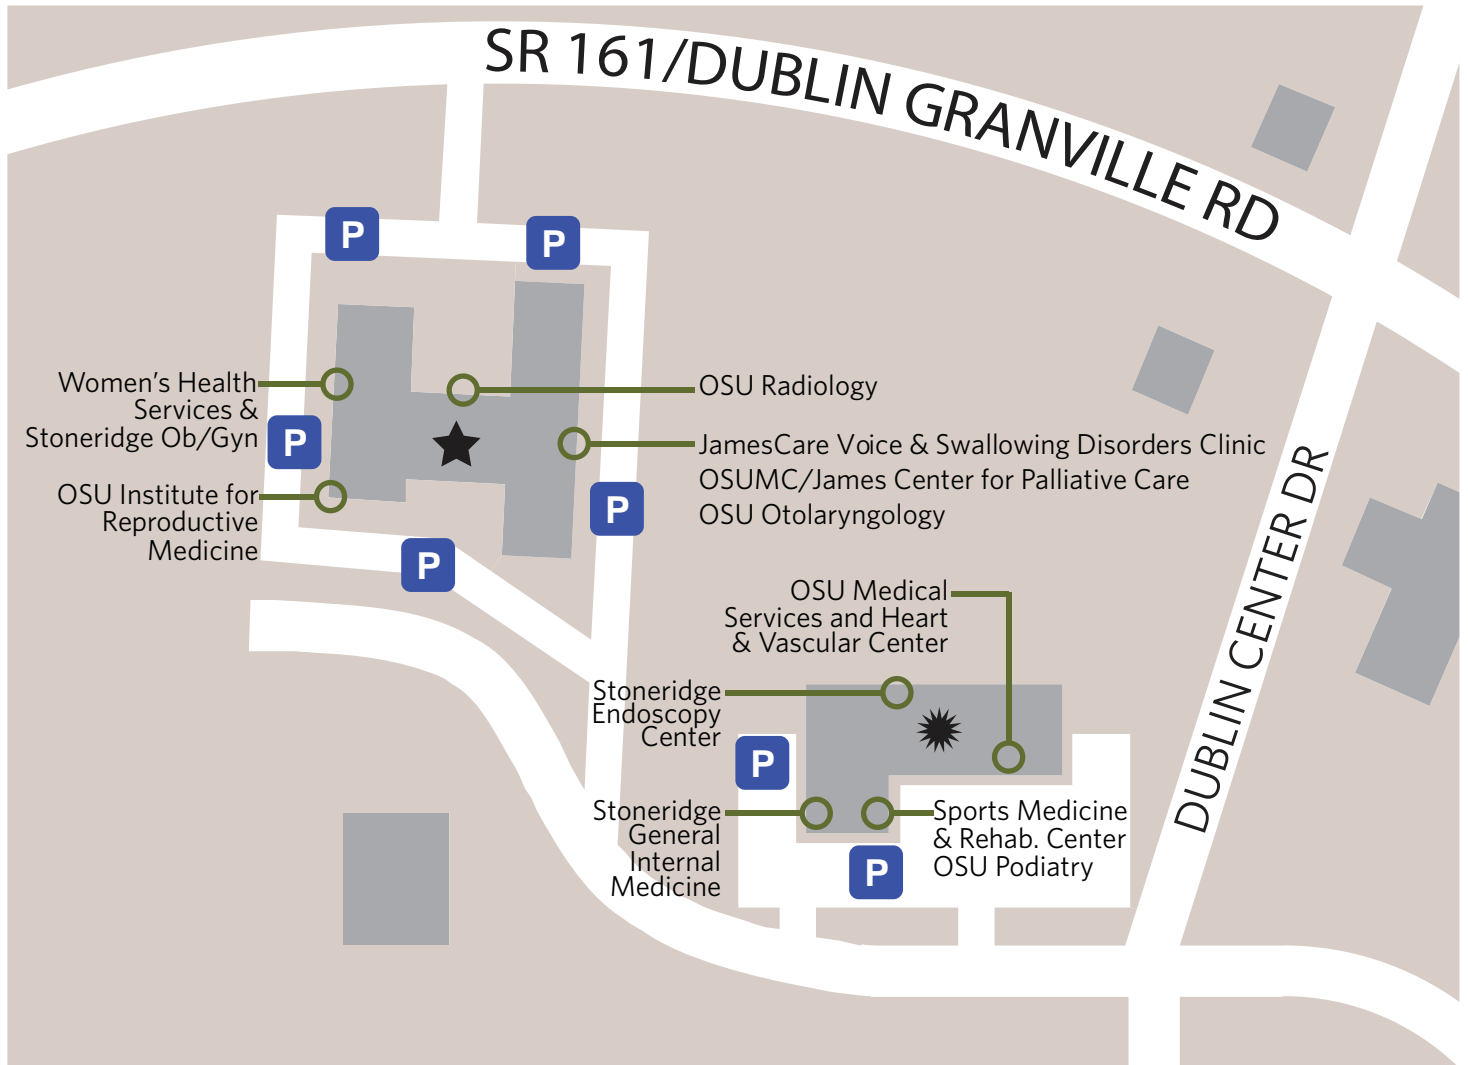 SR 161/DUBLIN GRANVILLE RD
P
P
Women's Health
Services &
Stoneridge Ob/Gyn
P
OSU Institute for
Reproductive
Medicine
P
OSU Radiology
JamesCare Voice & Swallowing Disorders Clinic
OSUMC/James Center for Palliative Care
OSU Otolaryngology
P
DUBLIN CENTER DR
OSU Medical
Services and Heart
& Vascular Center
Stoneridge
Endoscopy
Center
P
Stoneridge
General
Internal
Medicine
P
Sports Medicine
& Rehab. Center
OSU Podiatry